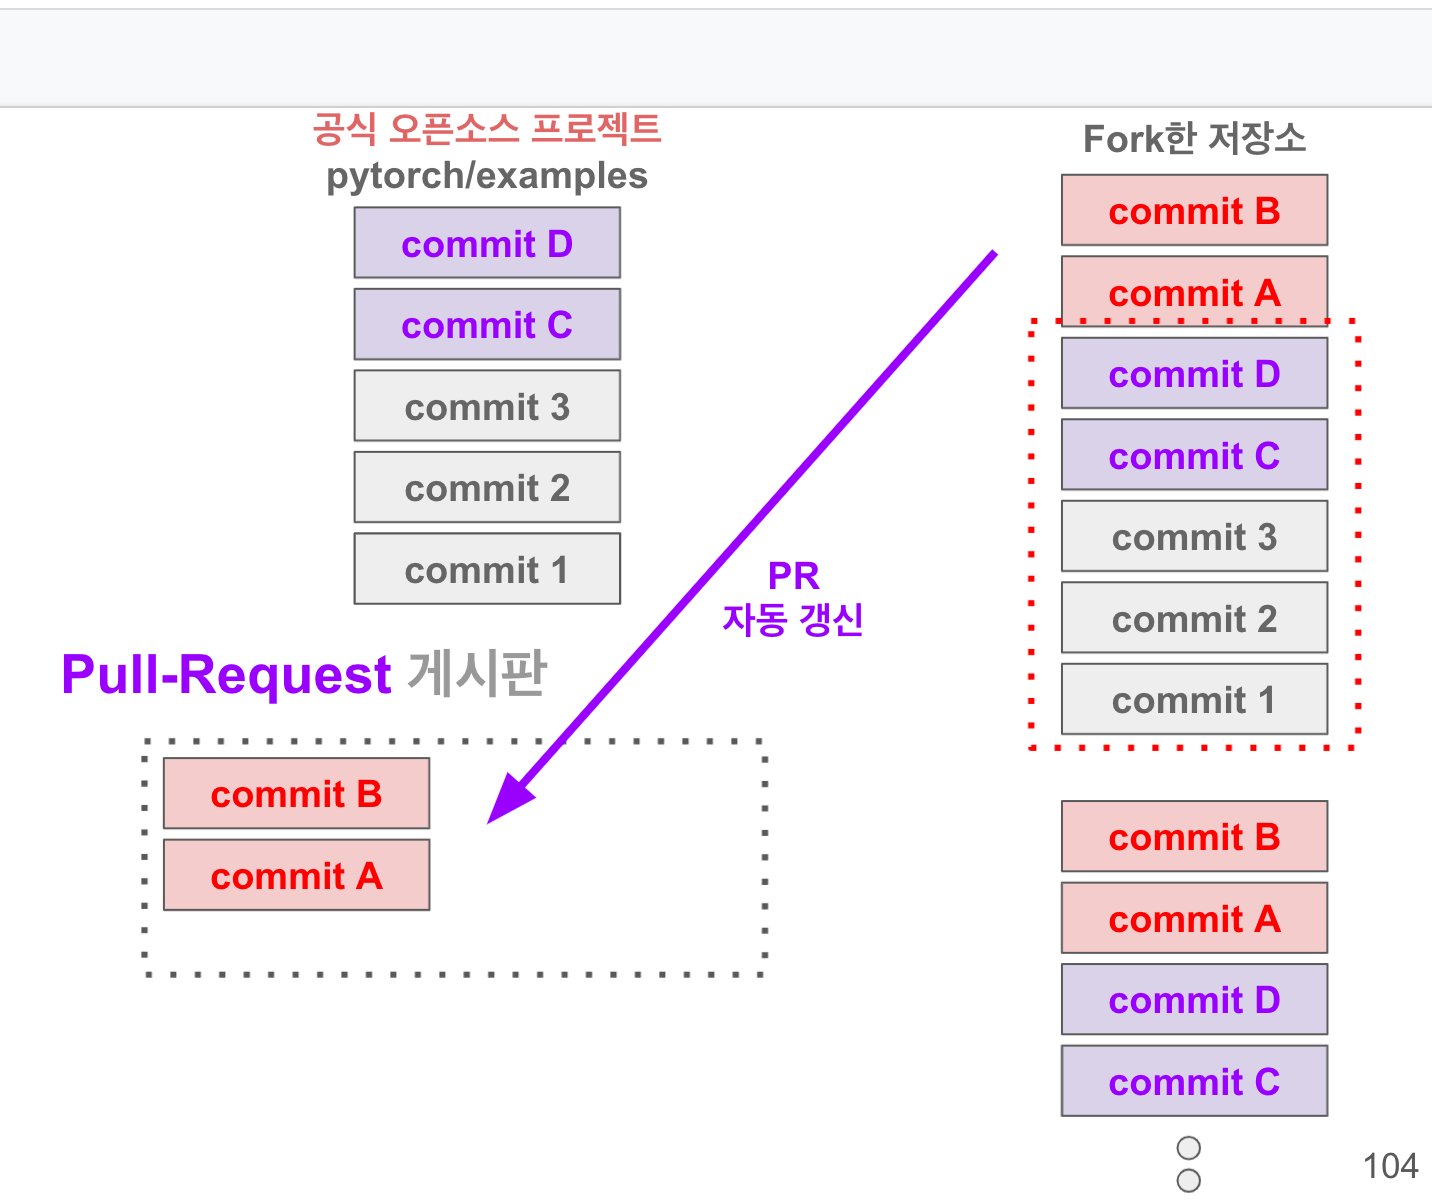 공식 오픈소스 프로젝트
pytorch/examples
commit D
commit C
commit 3
commit 2
commit 1
Pull-Request 게시판
commit B
commit A
PR
자동 갱신
Fork한 저장소
commit B
commit A
commit D
commit C
commit 3
commit 2
commit 1
commit B
commit A
commit D
commit C
104